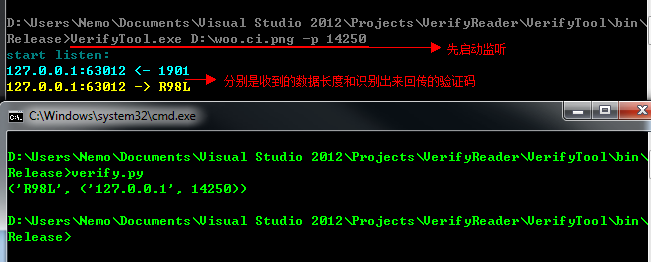 D:\Users\Nemo\Documents\Visual Studio 2012\Projects\VerifyReader\VerifyTool\bin\
Release>VerifyTool.exe D:\woo.ci.png -p 14250
先启动监听
start listen:
127.0.0.1:63012 <- 1901
分别是收到的数据长度和识别出来回传的验证码
127.0.0.1:63012 -> R98L
C:\Windows\system32\cmd.exe
D:\Users\Nemo\Documents\Visual Studio 2012\Projects\VerifyReader\VerifyTool\bin\
Release>verify.py
('R98L', ('127.0.0.1', 14250))
D:\Users\Nemo\Documents\Visual Studio 2012\Projects\VerifyReader\VerifyTool\bin\
Release>